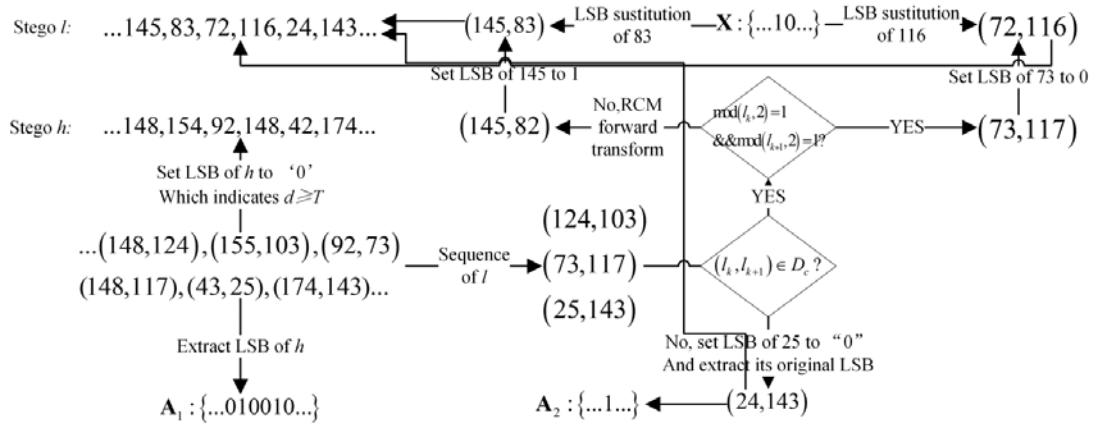 Stego l: ...145,83,72,116,24,143... (145,83) LSB sustitution of 83 X:{...10...} LSB sustitution of 116 (72,116)
Set LSB of 145 to 1
Set LSB of 73 to 0
Stego h: ...148,154,92,148,42,174... (145,82) No,RCM forward transform mod(l_k,2)=1 &&mod(l_{k+1},2)=1? YES (73,117)
Set LSB of h to ‘0’
Which indicates d≥T
YES
...(148,124),(155,103),(92,73)
(148,117),(43,25),(174,143)...
Sequence of l
(124,103)
(73,117)
(25,143)
(l_k,l_{k+1})∈D_c?
Extract LSB of h
No, set LSB of 25 to “0”
And extract its original LSB
A_1:{...010010...}
A_2:{...1...}
(24,143)